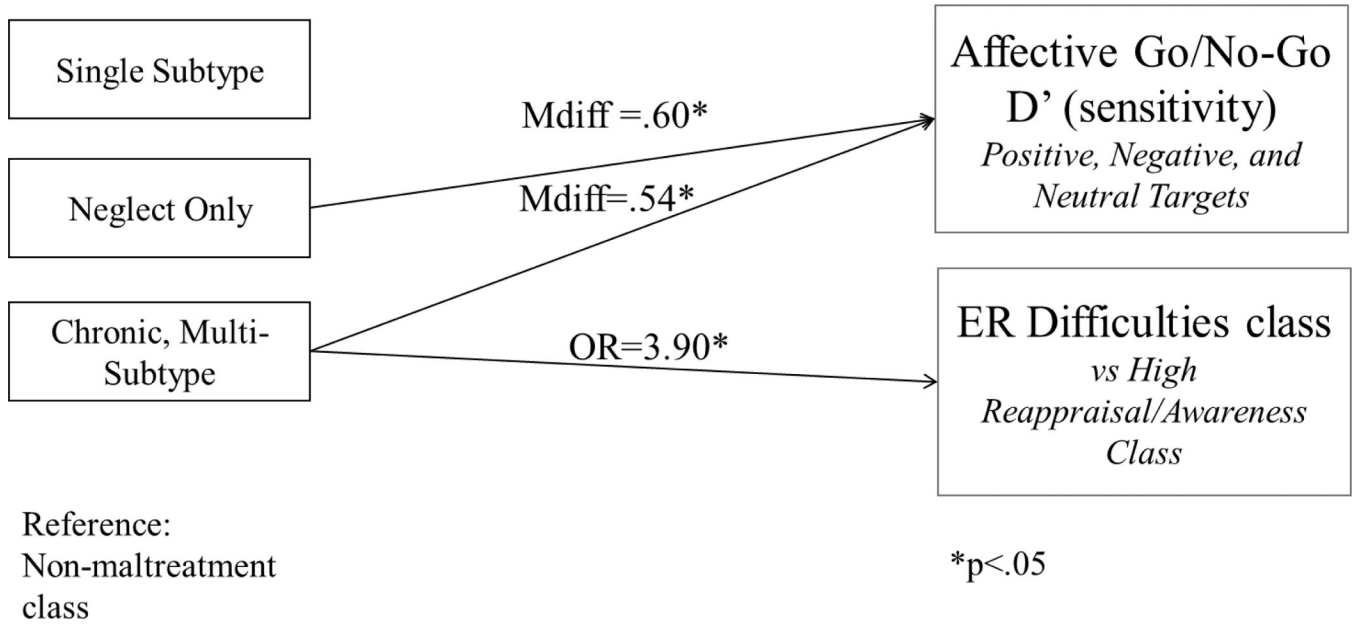 Single Subtype
Neglect Only
Chronic, Multi-
Subtype
Mdiff =.60*
Mdiff=.54*
OR=3.90*
Affective Go/No-Go
D’ (sensitivity)
Positive, Negative, and
Neutral Targets
ER Difficulties class
vs High
Reappraisal/Awareness
Class
Reference:
Non-maltreatment
class
*p<.05